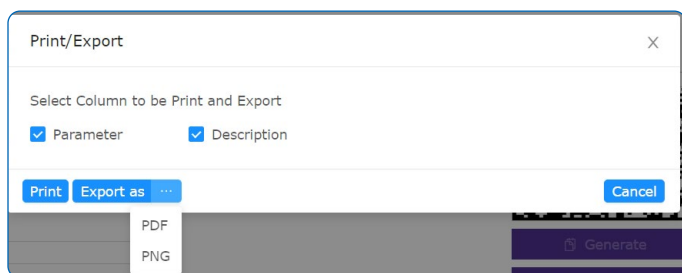 Print/Export
Select Column to be Print and Export
Parameter Description
Print Export as ··· Cancel
PDF
Generate
PNG